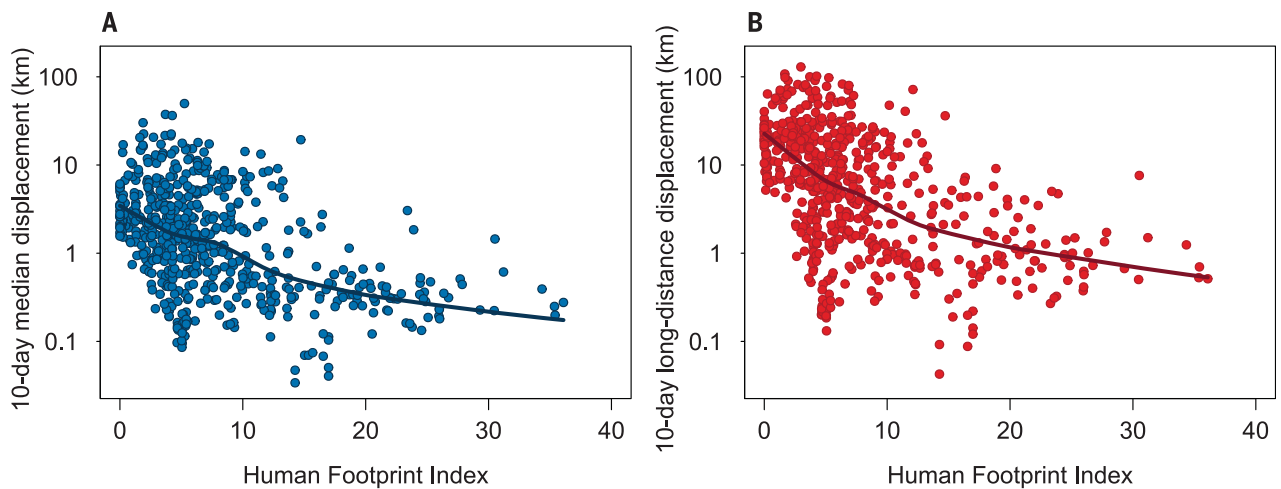 A
10-day median displacement (km)
100
10
1
0.1
0 10 20 30 40
Human Footprint Index
B
10-day long-distance displacement (km)
100
10
1
0.1
0 10 20 30 40
Human Footprint Index